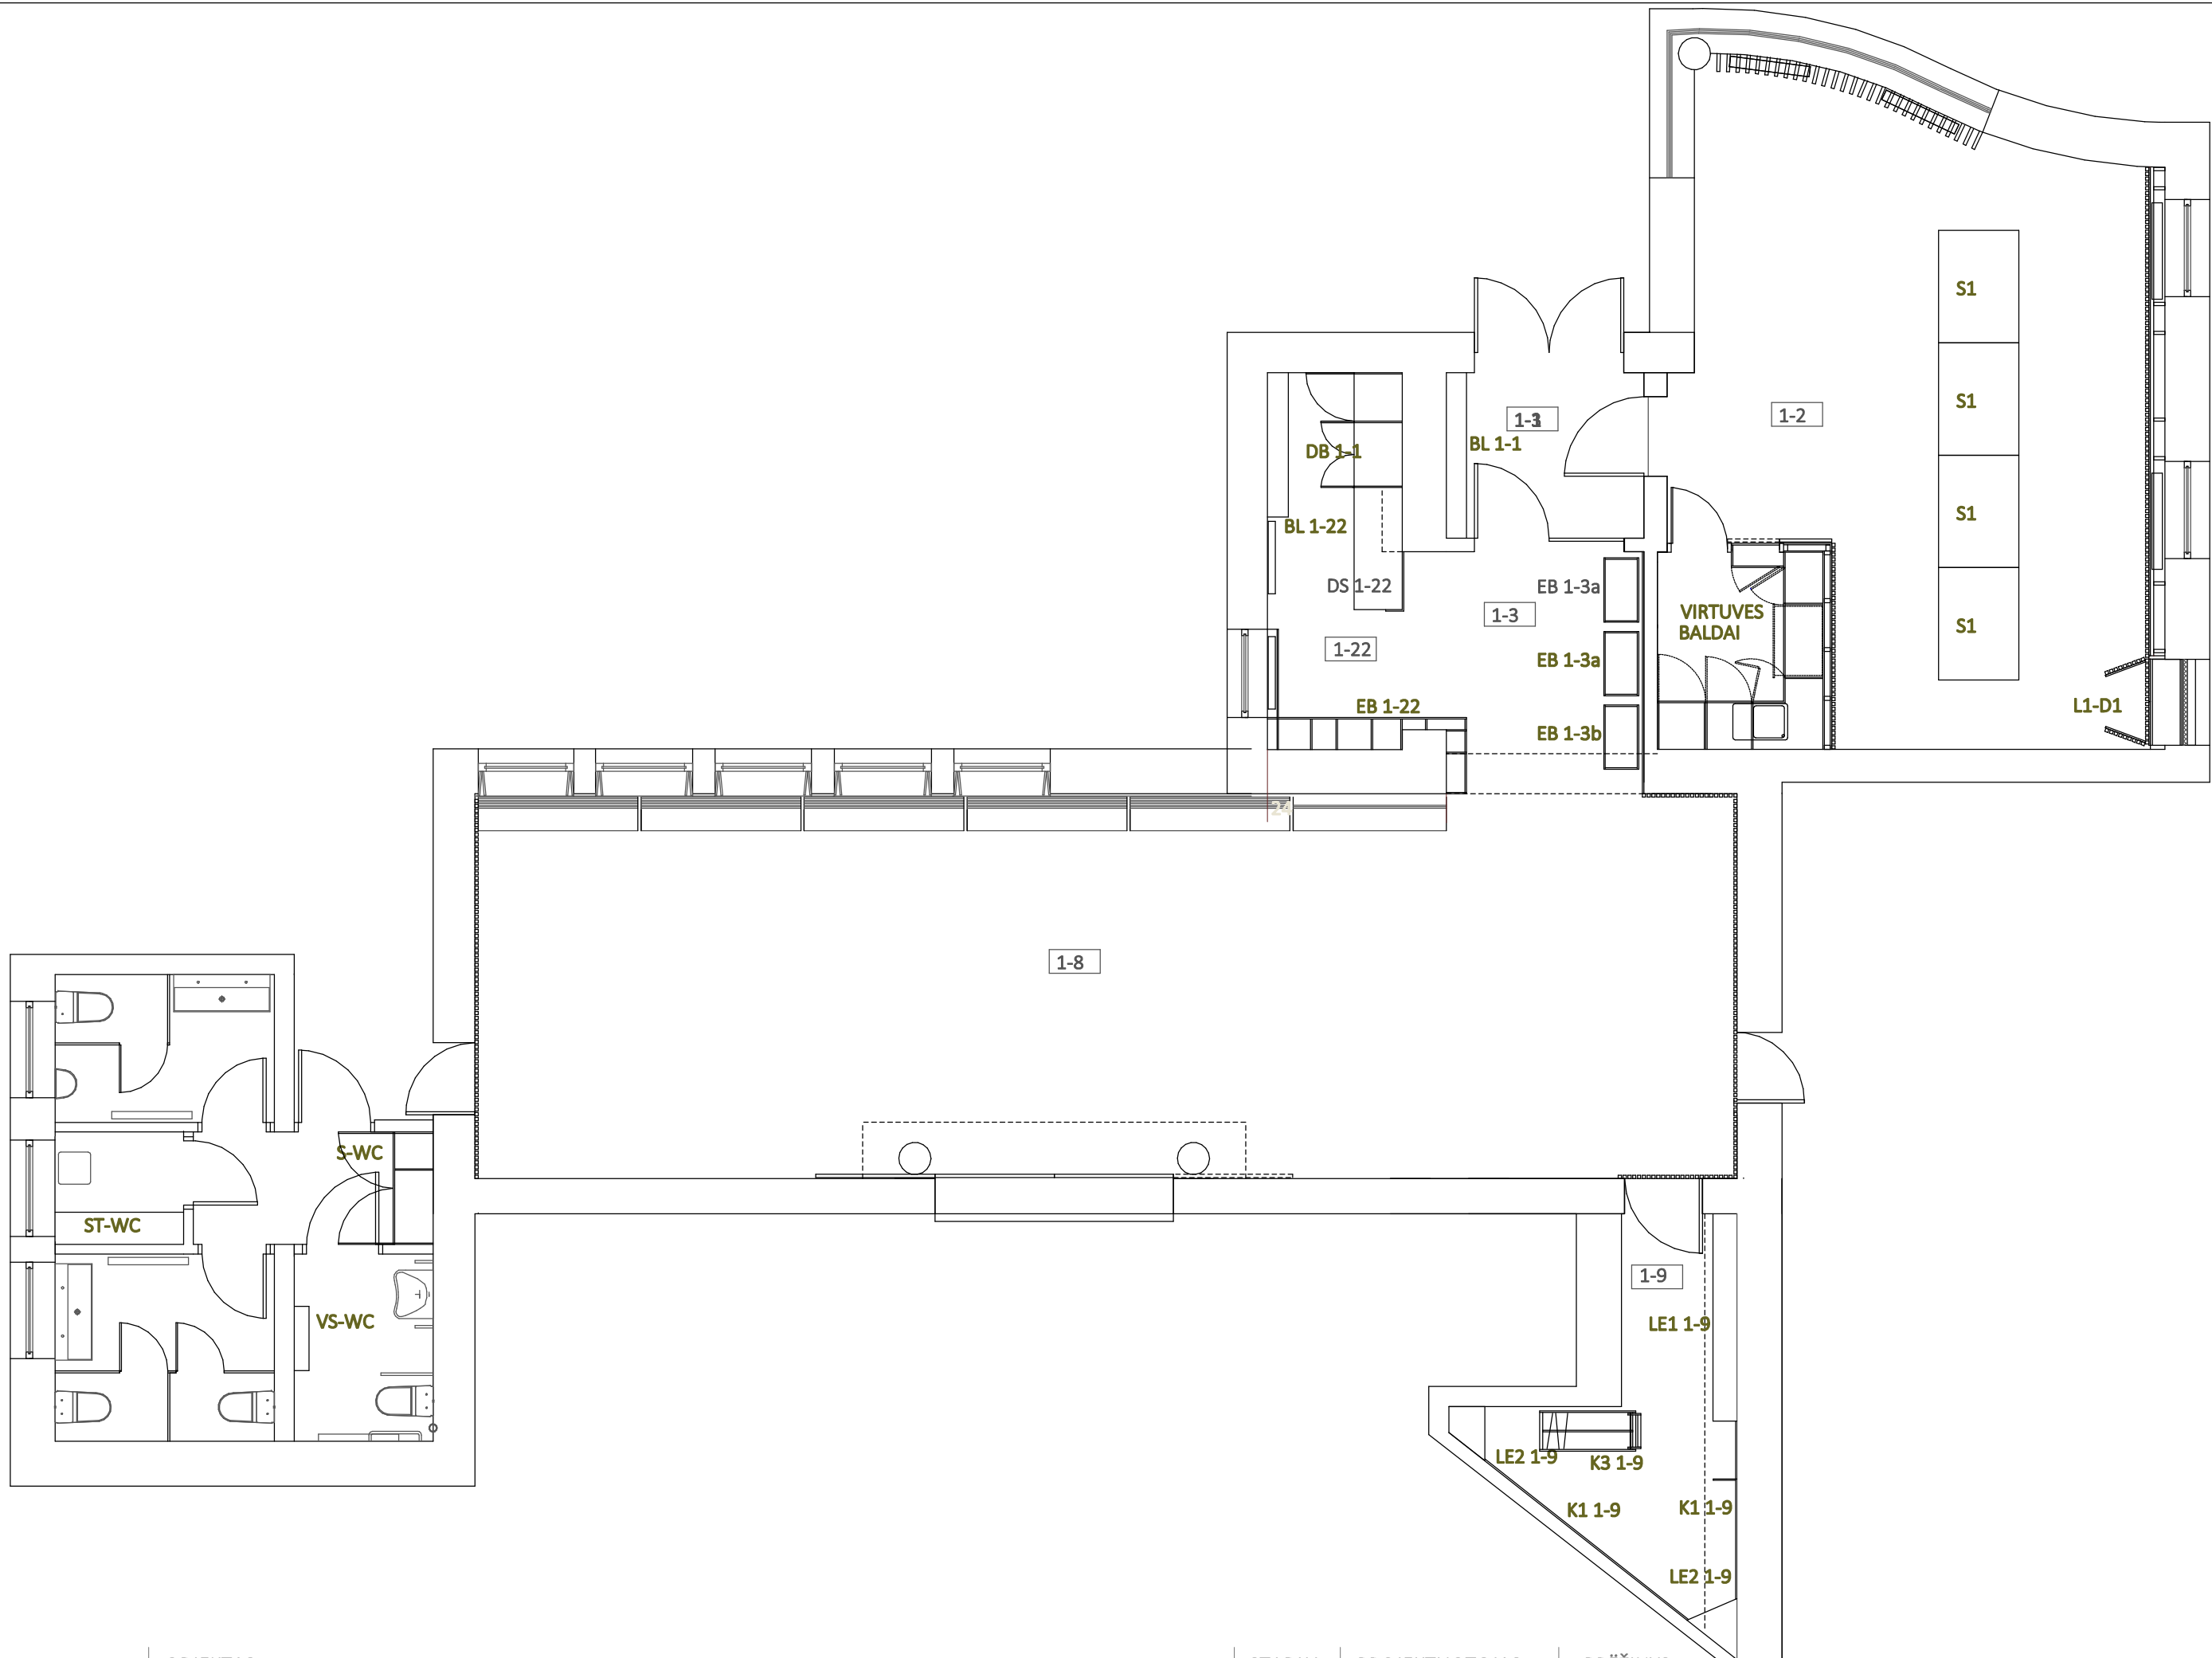 S1
S1
1-2
BL 1-1
DB 1-1
S1
BL 1-22
DS 1-22
EB 1-3a
1-3
VIRTUVES
BALDAI
S1
1-22
EB 1-3a
EB 1-22
L1-D1
EB 1-3b
24
1-8
S-WC
ST-WC
1-9
VS-WC
LE1 1-9
LE2 1-9
K3 1-9
K1 1-9
K1 1-9
LE2 1-9